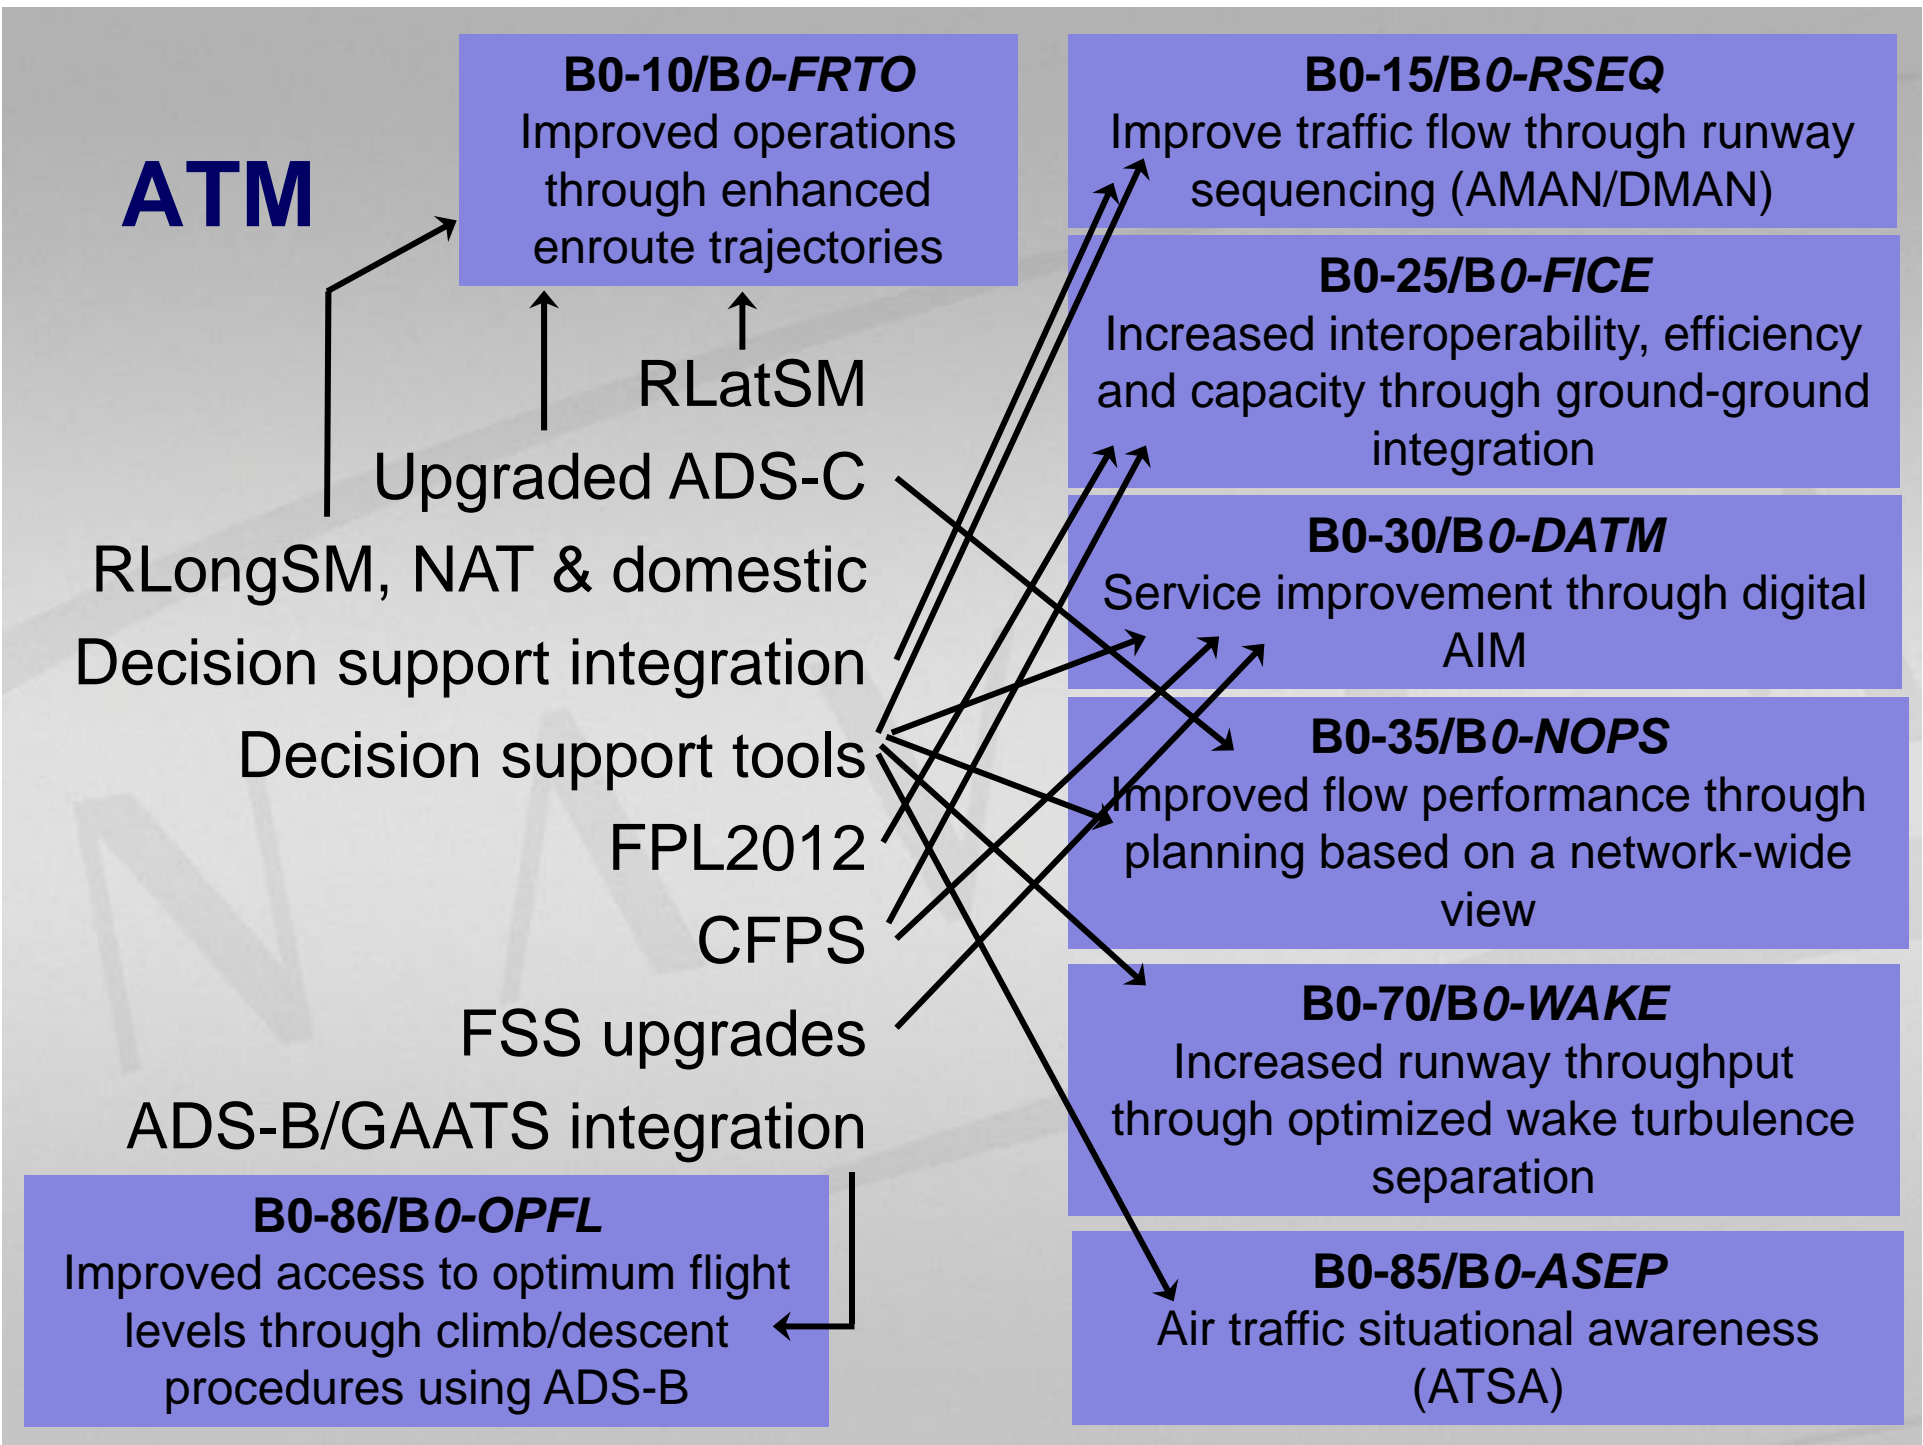 ATM
B0-10/B0-FRTO
Improved operations
through enhanced
enroute trajectories
RLatSM
Upgraded ADS-C
RLongSM, NAT & domestic
Decision support integration
Decision support tools
FPL2012
CFPS
FSS upgrades
ADS-B/GAATS integration
B0-86/B0-OPFL
Improved access to optimum flight
levels through climb/descent
procedures using ADS-B
B0-15/B0-RSEQ
Improve traffic flow through runway
sequencing (AMAN/DMAN)
B0-25/B0-FICE
Increased interoperability, efficiency
and capacity through ground-ground
integration
B0-30/B0-DATM
Service improvement through digital
AIM
B0-35/B0-NOPS
Improved flow performance through
planning based on a network-wide
view
B0-70/B0-WAKE
Increased runway throughput
through optimized wake turbulence
separation
B0-85/B0-ASEP
Air traffic situational awareness
(ATSA)